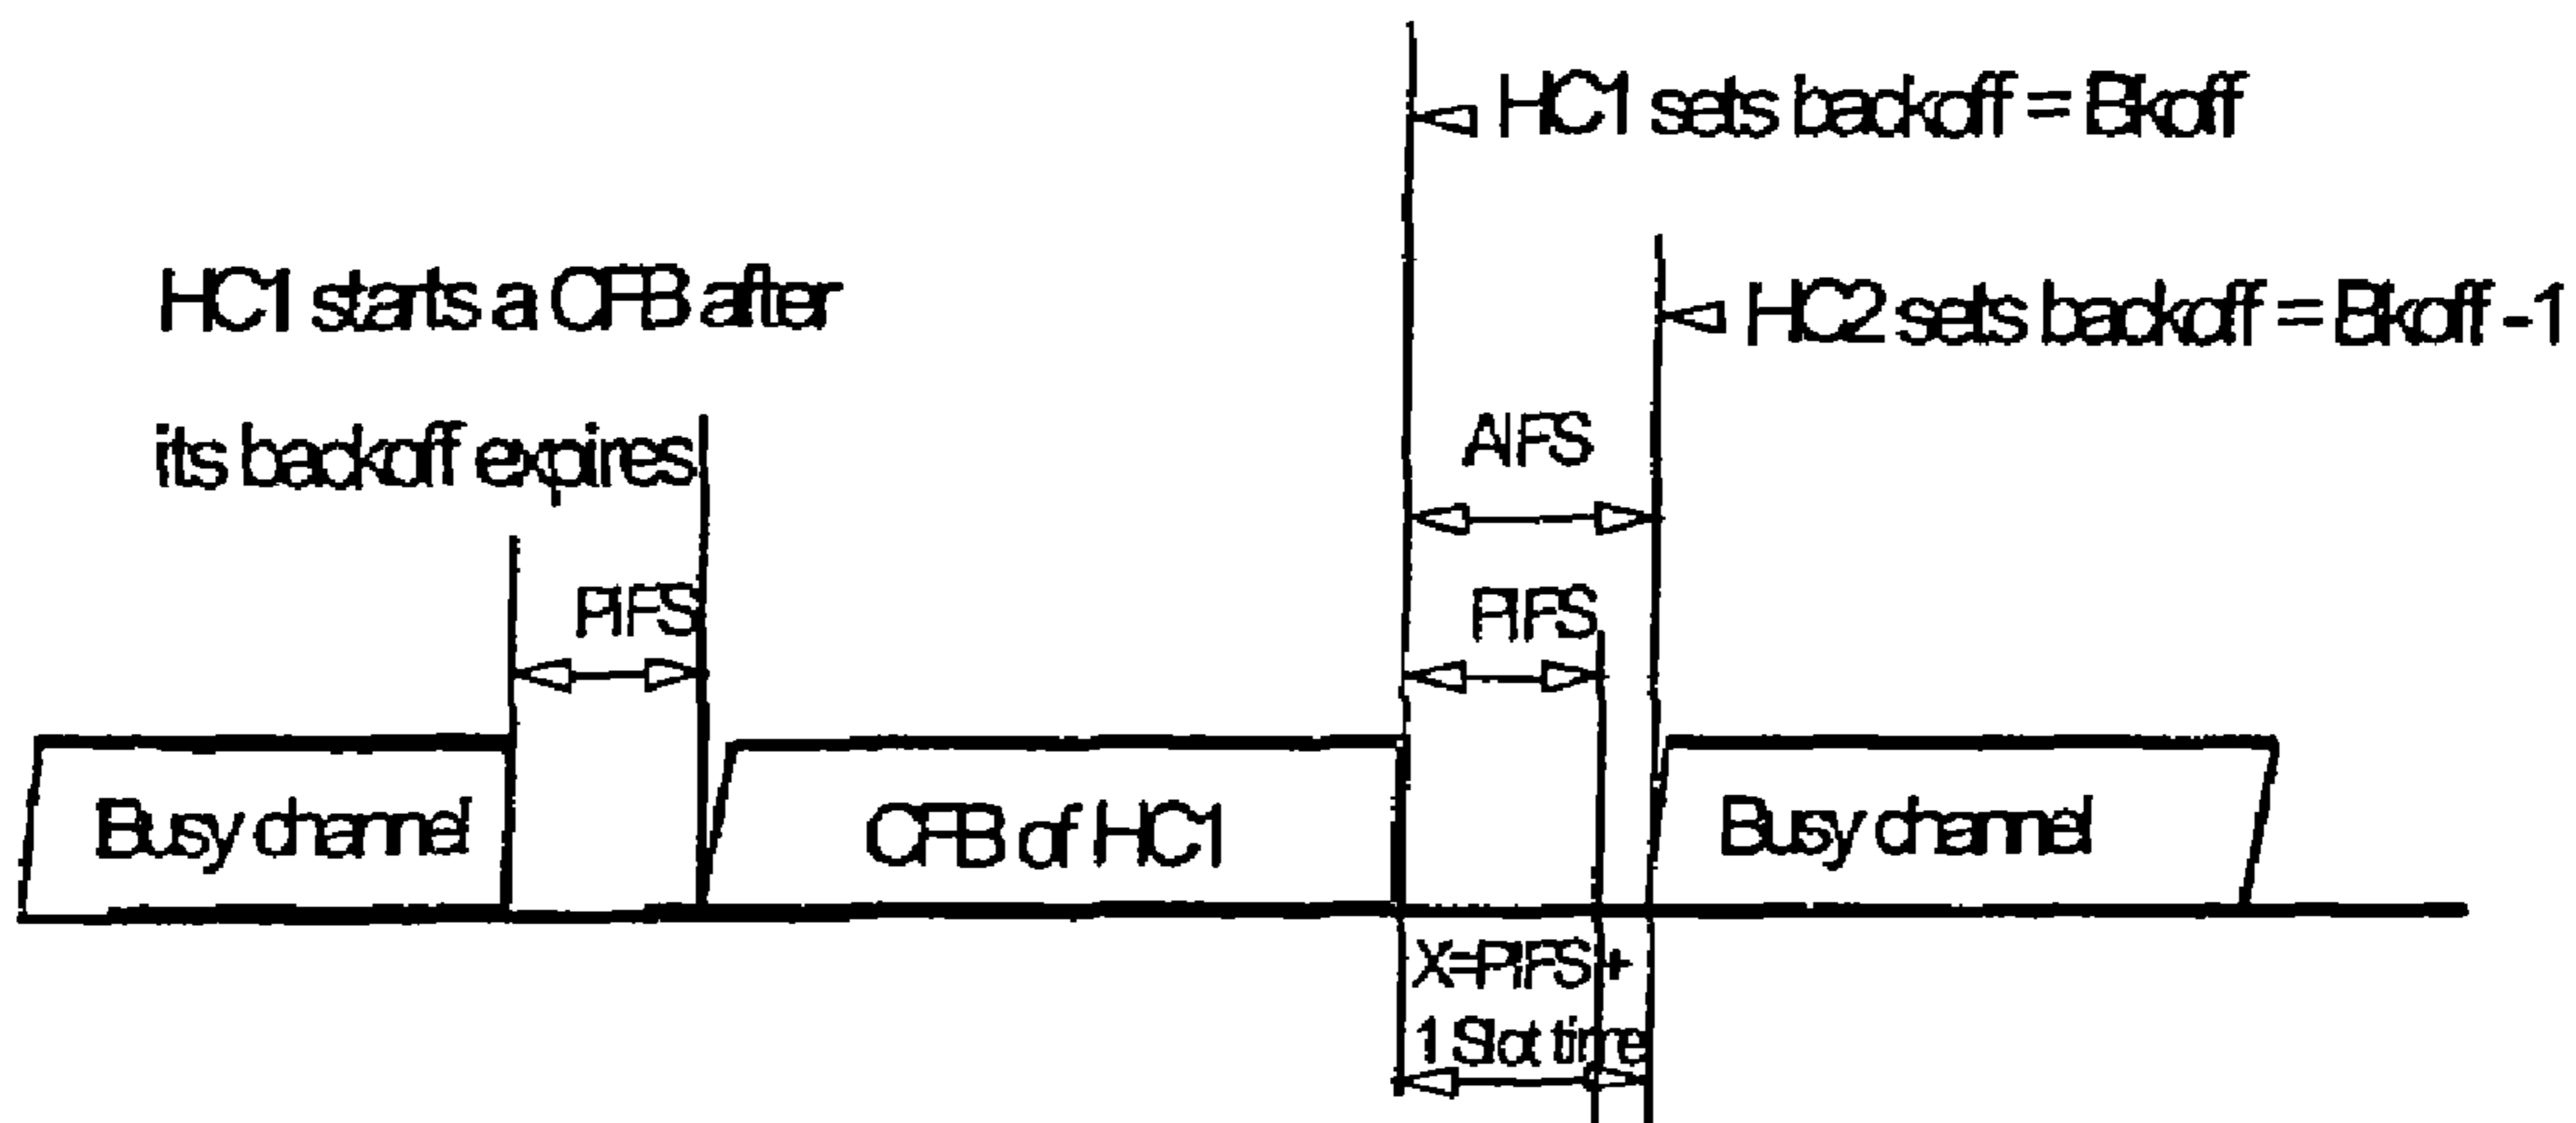 HC1 sets backoff = Bkoff
HC1 starts a CFB after
its backoff expires
HC2 sets backoff = Bkoff -1
AIFS
PIFS
PIFS
Busy channel
CFB of HC1
Busy channel
X=PIFS +
1 Slot time